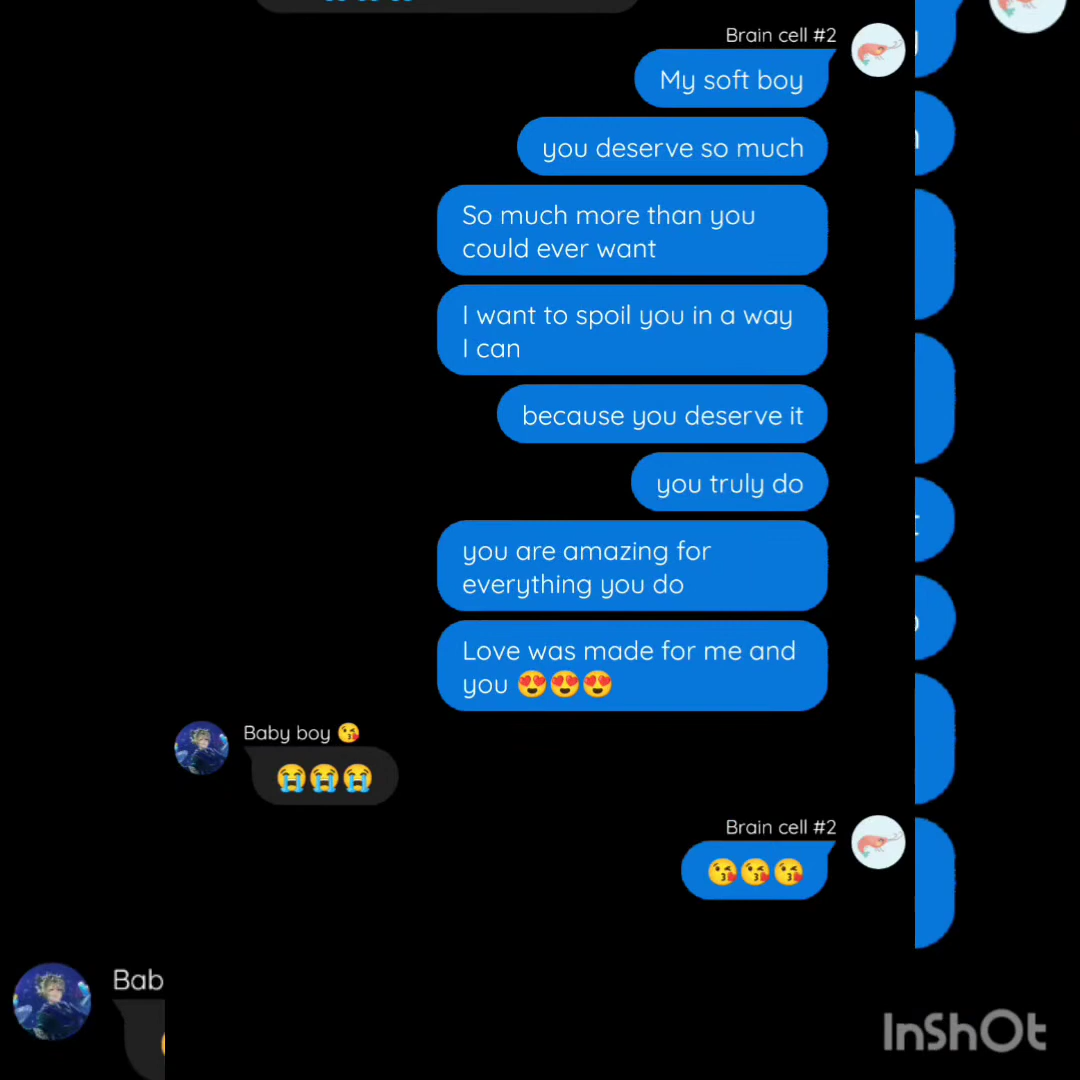 Brain cell #2
My soft boy
you deserve so much
So much more than you
could ever want
I want to spoil you in a way
I can
because you deserve it
you truly do
you are amazing for
everything you do
Love was made for me and
you 😍😍😍
Baby boy 😘
😭😭😭
Brain cell #2
😘😘😘
Bab
InShOt